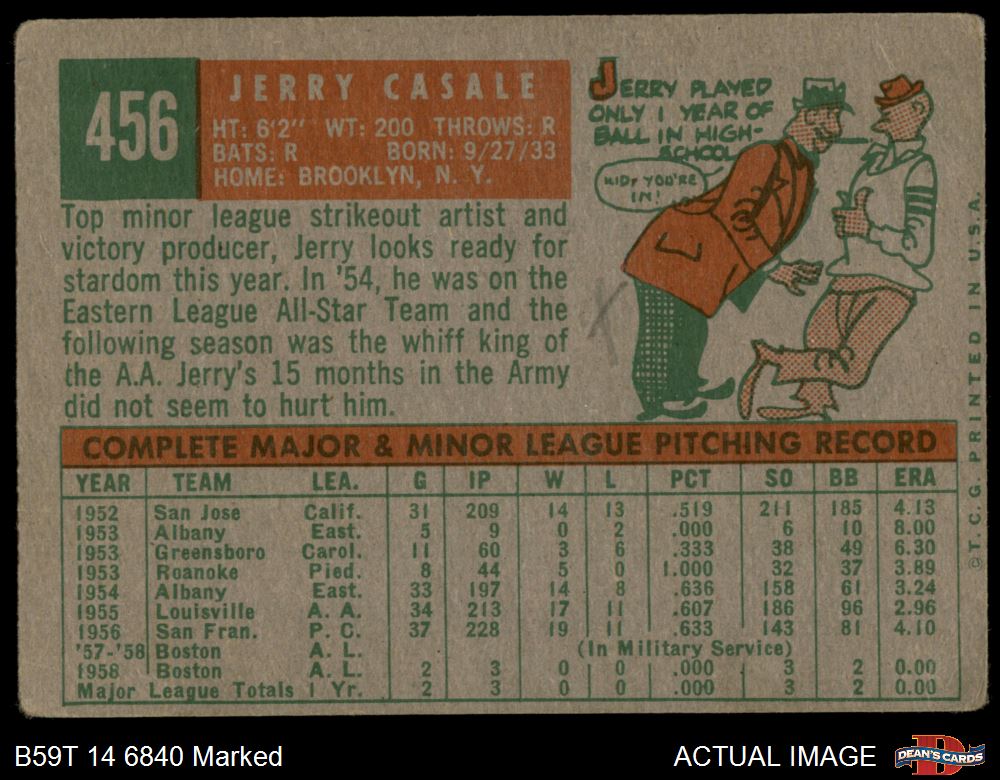 456
JERRY CASALE
HT: 6'2" WT: 200 THROWS: R
BATS: R BORN: 9/27/33
HOME: BROOKLYN, N. Y.
Top minor league strikeout artist and
victory producer, Jerry looks ready for
stardom this year. In '54, he was on the
Eastern League All-Star Team and the
following season was the whiff king of
the A.A. Jerry's 15 months in the Army
did not seem to hurt him.
JERRY PLAYED
ONLY 1 YEAR OF
BALL IN HIGH-
SCHOOL
KID, YOU'RE
IN!
COMPLETE MAJOR & MINOR LEAGUE PITCHING RECORD
YEAR TEAM LEA. G IP W L PCT SO BB ERA
1952 San Jose Calif. 31 209 14 13 .519 211 185 4.13
1953 Albany East. 5 9 0 2 .000 6 10 8.00
1953 Greensboro Carol. 11 60 3 6 .333 38 49 6.30
1953 Roanoke Pied. 8 44 5 0 1.000 32 37 3.89
1954 Albany East. 33 197 14 8 .636 158 61 3.24
1955 Louisville A. A. 34 213 17 11 .607 186 96 2.96
1956 San Fran. P. C. 37 228 19 11 .633 143 81 4.10
'57-'58 Boston A. L. (In Military Service)
1958 Boston A. L. 2 3 0 0 .000 3 2 0.00
Major League Totals 1 Yr. 2 3 0 0 .000 3 2 0.00
©T. C. G. PRINTED IN U.S.A.
B59T 14 6840 Marked
ACTUAL IMAGE
DEAN'S CARDS